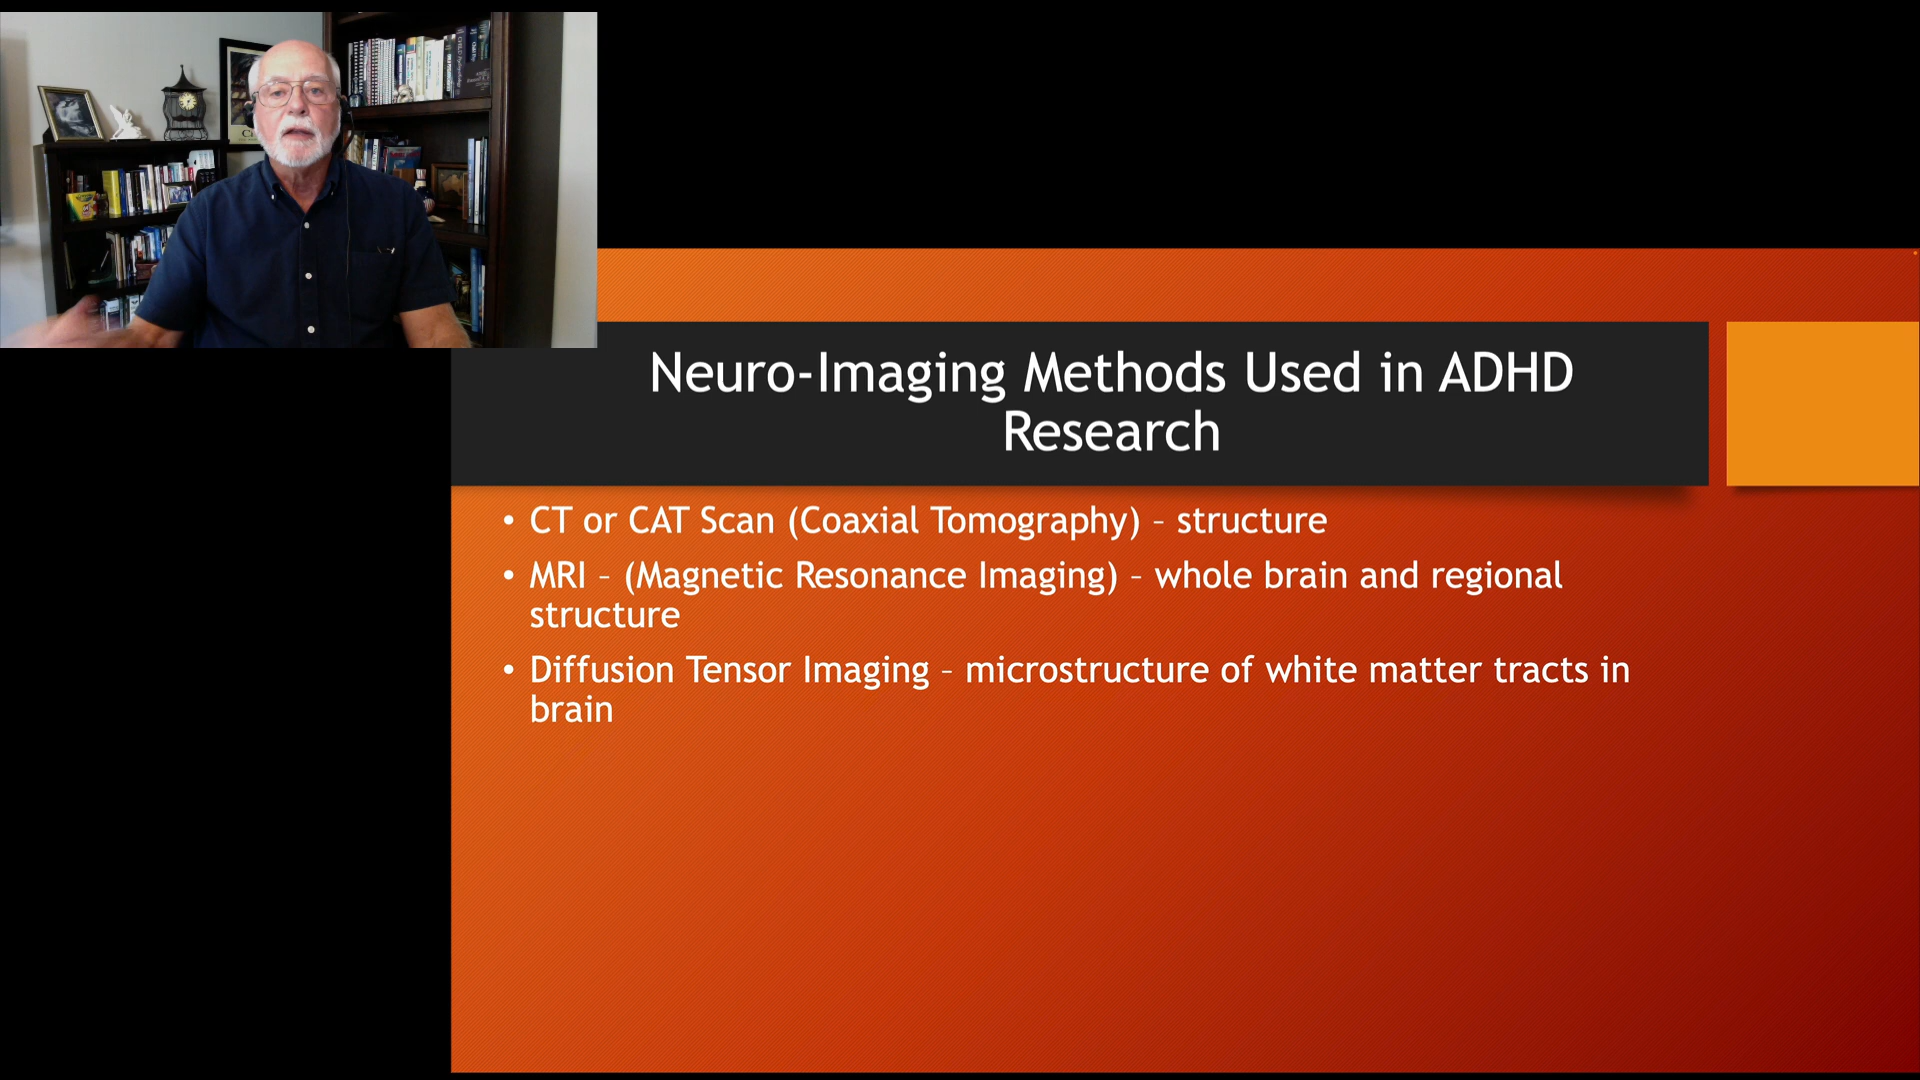 Neuro-Imaging Methods Used in ADHD
Research
• CT or CAT Scan (Coaxial Tomography) – structure
• MRI – (Magnetic Resonance Imaging) – whole brain and regional
structure
• Diffusion Tensor Imaging – microstructure of white matter tracts in
brain